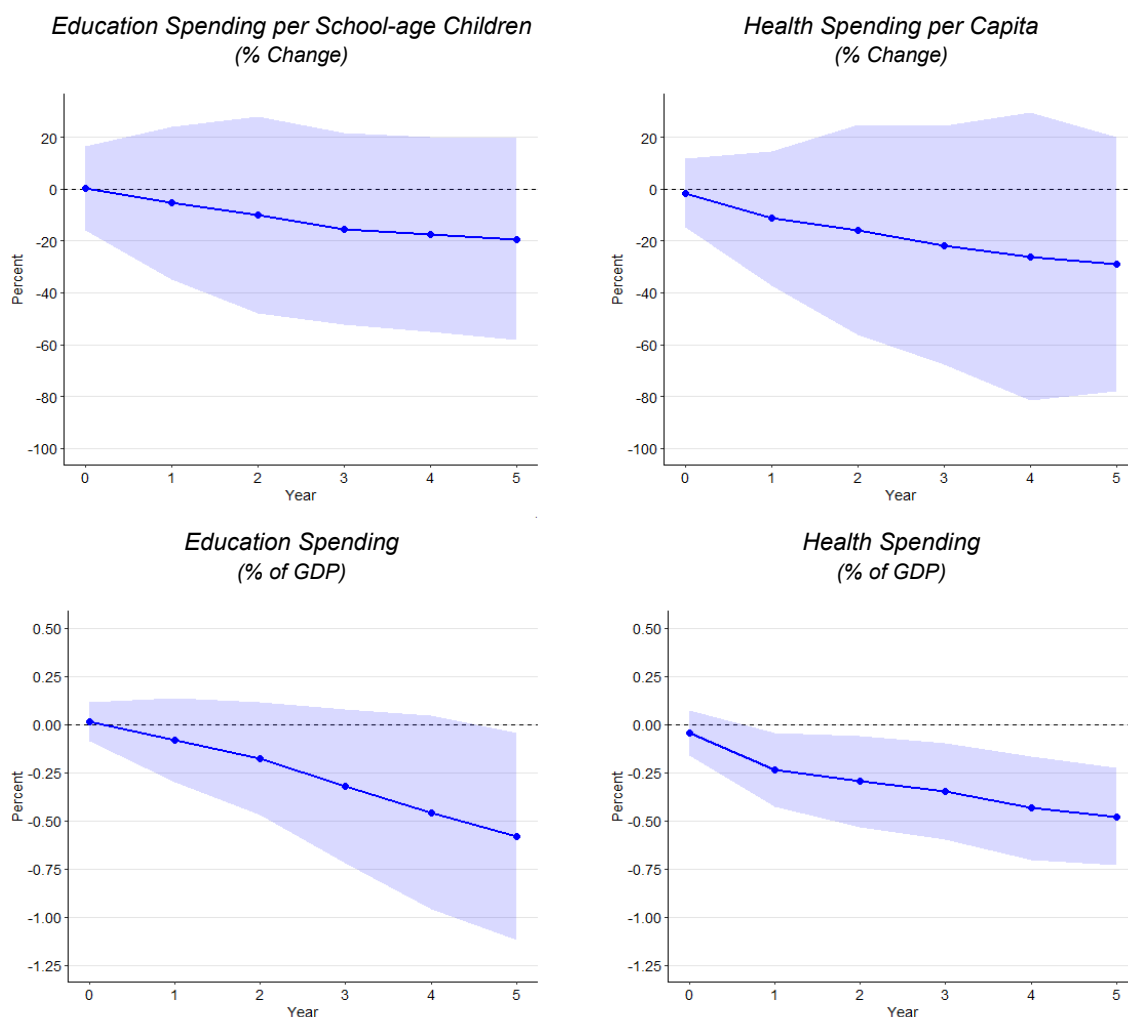 Education Spending per School-age Children
(% Change)
Health Spending per Capita
(% Change)
Percent
20
0
-20
-40
-60
-80
-100
0 1 2 3 4 5
Year
Percent
20
0
-20
-40
-60
-80
-100
0 1 2 3 4 5
Year
Education Spending
(% of GDP)
Health Spending
(% of GDP)
Percent
0.50
0.25
0.00
-0.25
-0.50
-0.75
-1.00
-1.25
0 1 2 3 4 5
Year
Percent
0.50
0.25
0.00
-0.25
-0.50
-0.75
-1.00
-1.25
0 1 2 3 4 5
Year